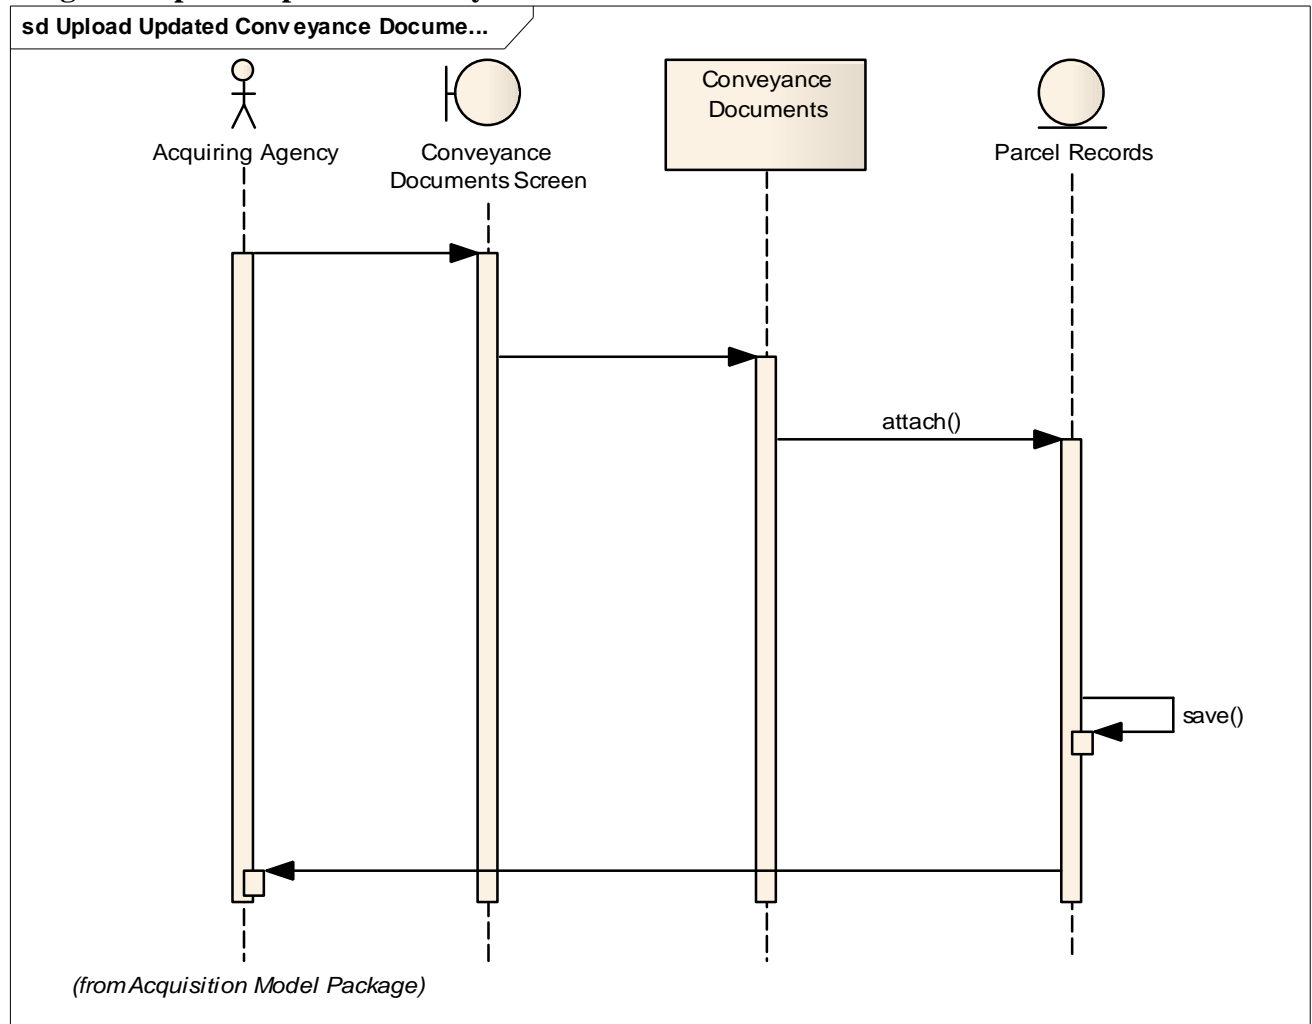 sd Upload Updated Conveyance Docume...
Acquiring Agency
Conveyance
Documents Screen
Conveyance
Documents
Parcel Records
attach()
save()
(from Acquisition Model Package)